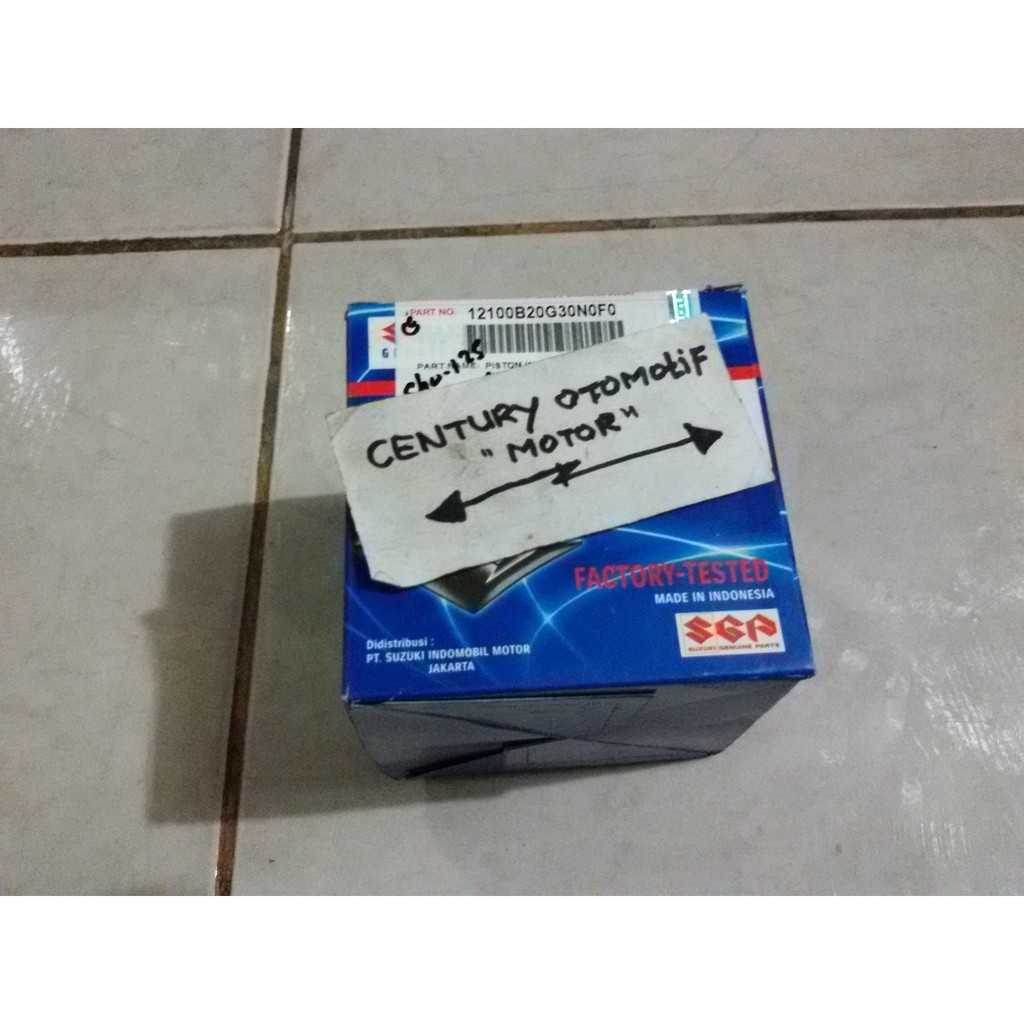 PART NO. 12100B20G30N0F0
PART NAME: PISTON
CENTURY OTOMOBIF
"MOTOR"
FACTORY-TESTED
MADE IN INDONESIA
SGP
SUZUKI GENUINE PARTS
Didistribusi :
PT. SUZUKI INDOMOBIL MOTOR
JAKARTA